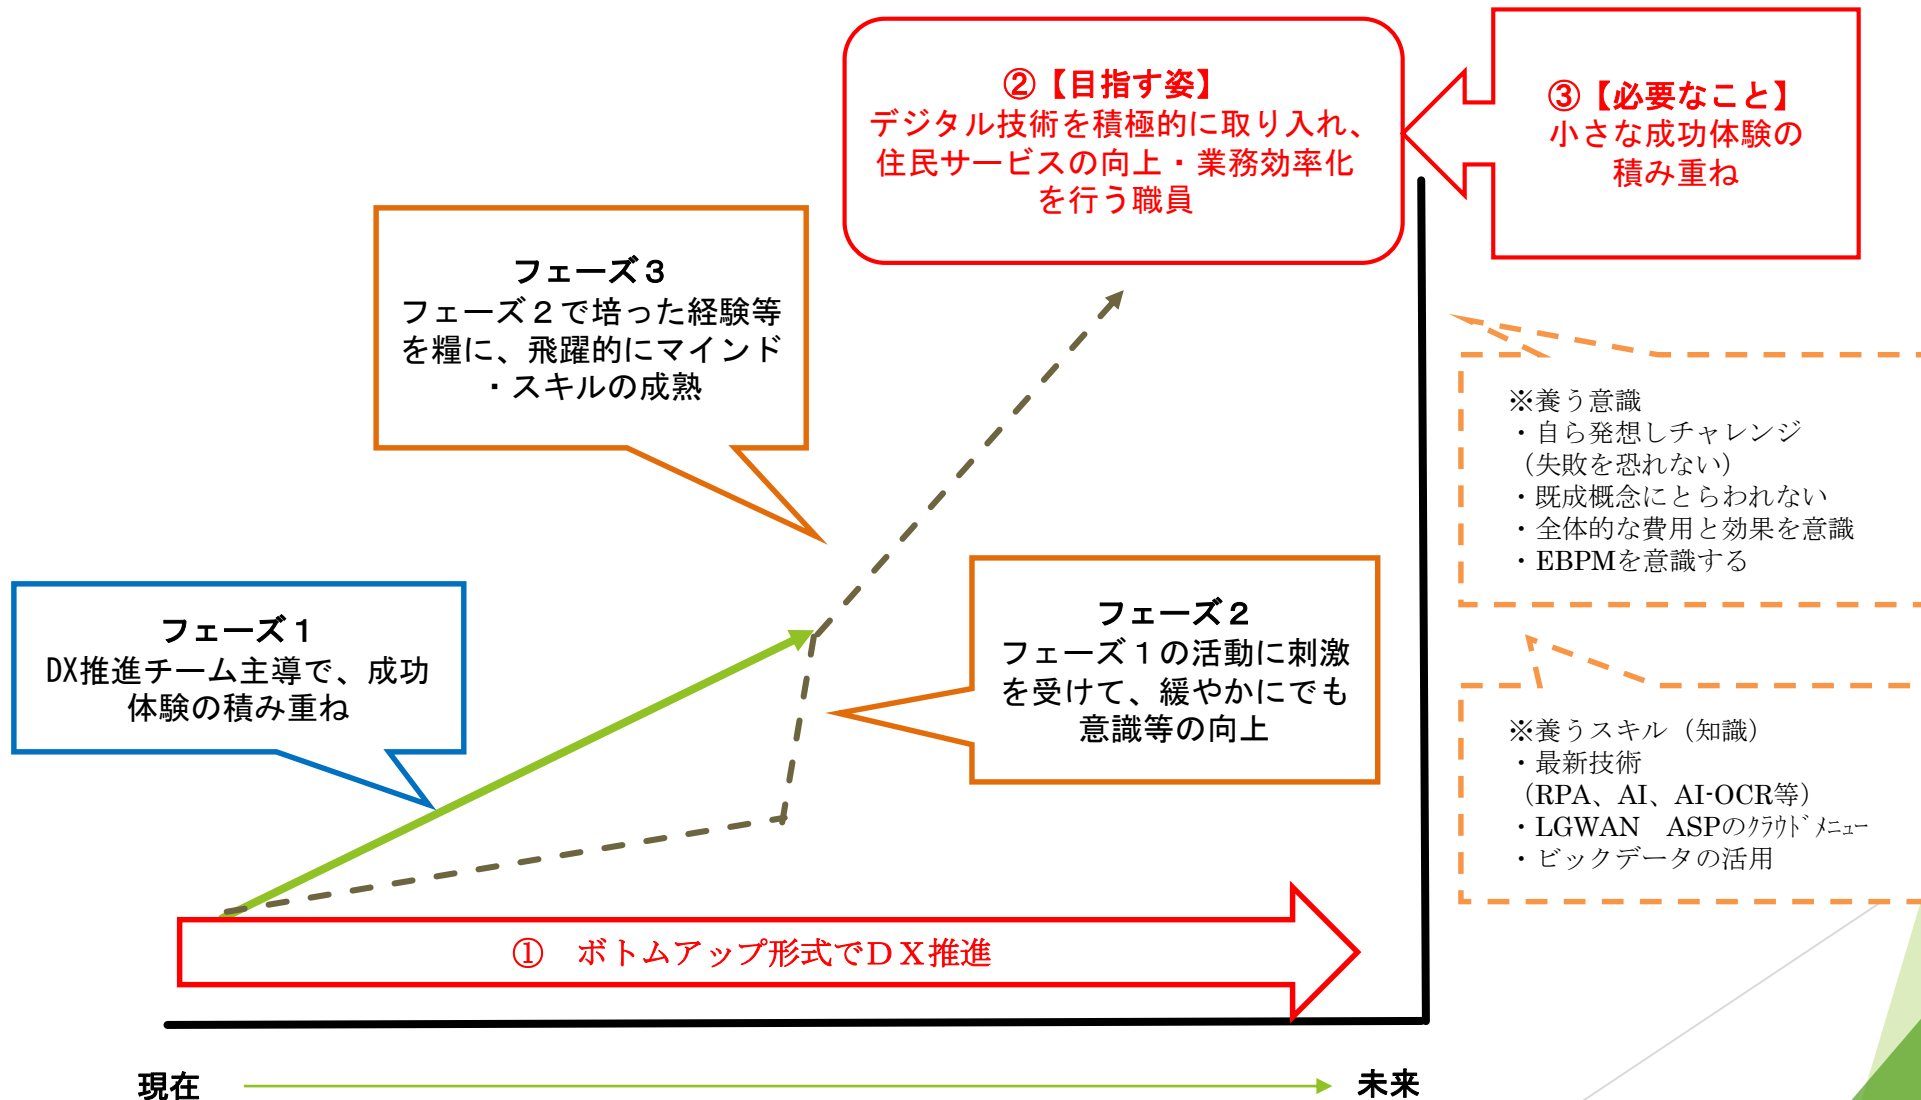 ②【目指す姿】
デジタル技術を積極的に取り入れ、
住民サービスの向上・業務効率化
を行う職員
③【必要なこと】
小さな成功体験の
積み重ね
フェーズ３
フェーズ２で培った経験等
を糧に、飛躍的にマインド
・スキルの成熟
※養う意識
・自ら発想しチャレンジ
（失敗を恐れない）
・既成概念にとらわれない
・全体的な費用と効果を意識
・EBPMを意識する
フェーズ１
DX推進チーム主導で、成功
体験の積み重ね
フェーズ２
フェーズ１の活動に刺激
を受けて、緩やかにでも
意識等の向上
※養うスキル（知識）
・最新技術
（RPA、AI、AI-OCR等）
・LGWAN　ASPのｸﾗｳﾄﾞﾒﾆｭｰ
・ビックデータの活用
①　ボトムアップ形式でＤＸ推進
現在
未来